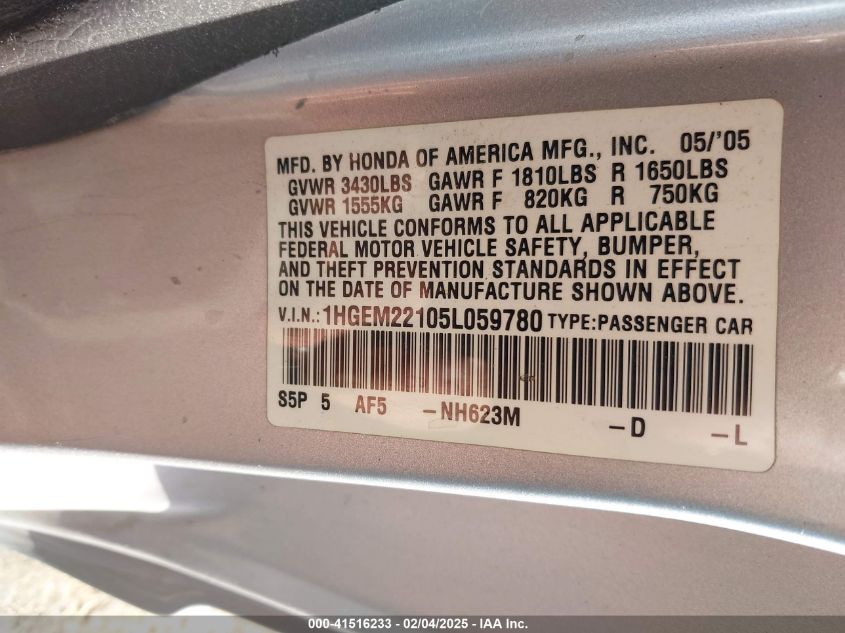 MFD. BY HONDA OF AMERICA MFG., INC. 05/'05
GVWR 3430LBS GAWR F 1810LBS R 1650LBS
GVWR 1555KG GAWR F 820KG R 750KG
THIS VEHICLE CONFORMS TO ALL APPLICABLE
FEDERAL MOTOR VEHICLE SAFETY, BUMPER,
AND THEFT PREVENTION STANDARDS IN EFFECT
ON THE DATE OF MANUFACTURE SHOWN ABOVE.
V.I.N.: 1HGEM22105L059780 TYPE:PASSENGER CAR
S5P 5 AF5 -NH623M -D -L
000-41516233 - 02/04/2025 - IAA Inc.